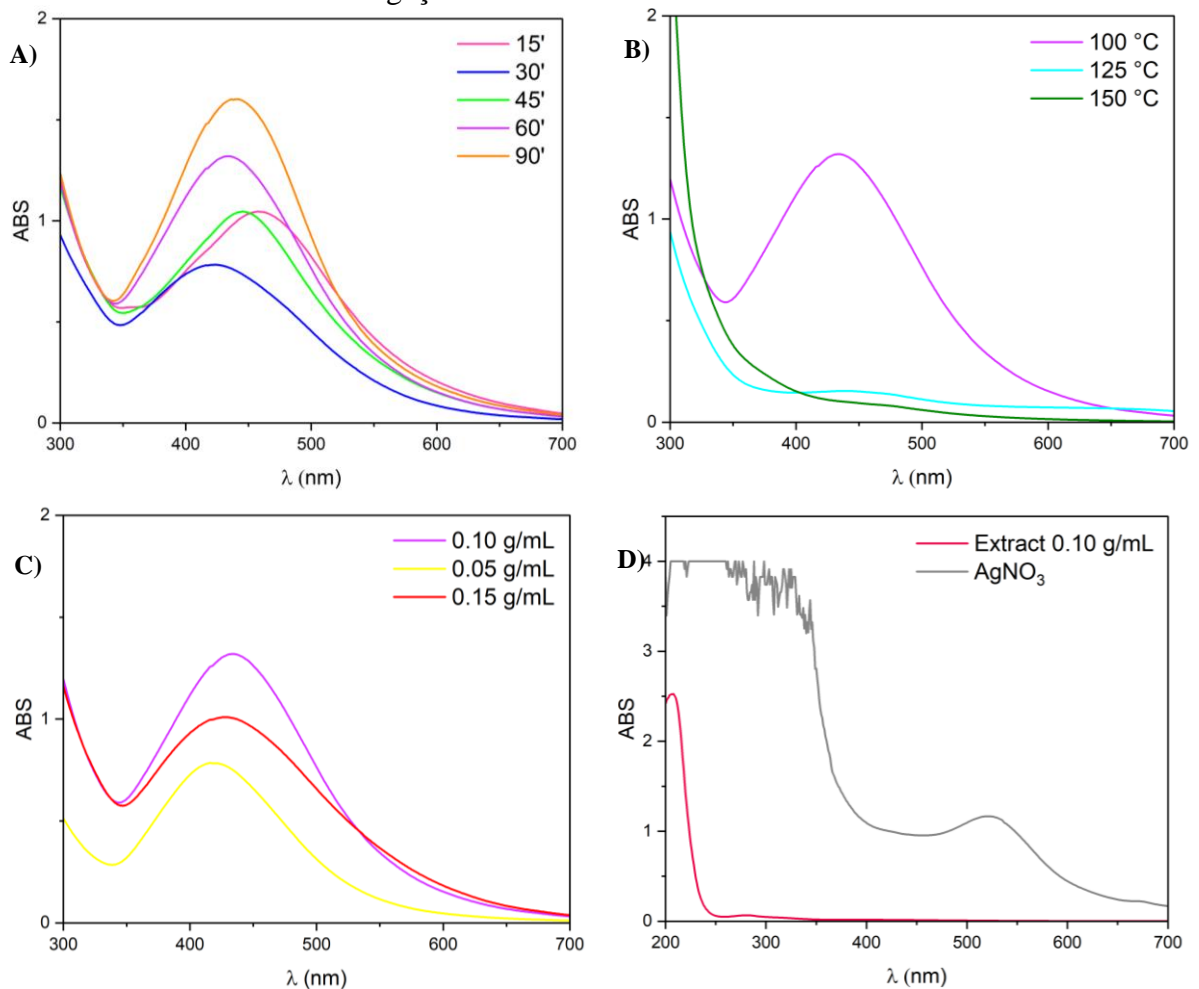 A)
2
1
0
ABS
300
400
500
600
700
λ (nm)
15'
30'
45'
60'
90'
B)
2
1
0
ABS
300
400
500
600
700
λ (nm)
100 °C
125 °C
150 °C
C)
2
1
0
ABS
300
400
500
600
700
λ (nm)
0.10 g/mL
0.05 g/mL
0.15 g/mL
D)
4
3
2
1
0
ABS
200
300
400
500
600
700
λ (nm)
Extract 0.10 g/mL
AgNO₃